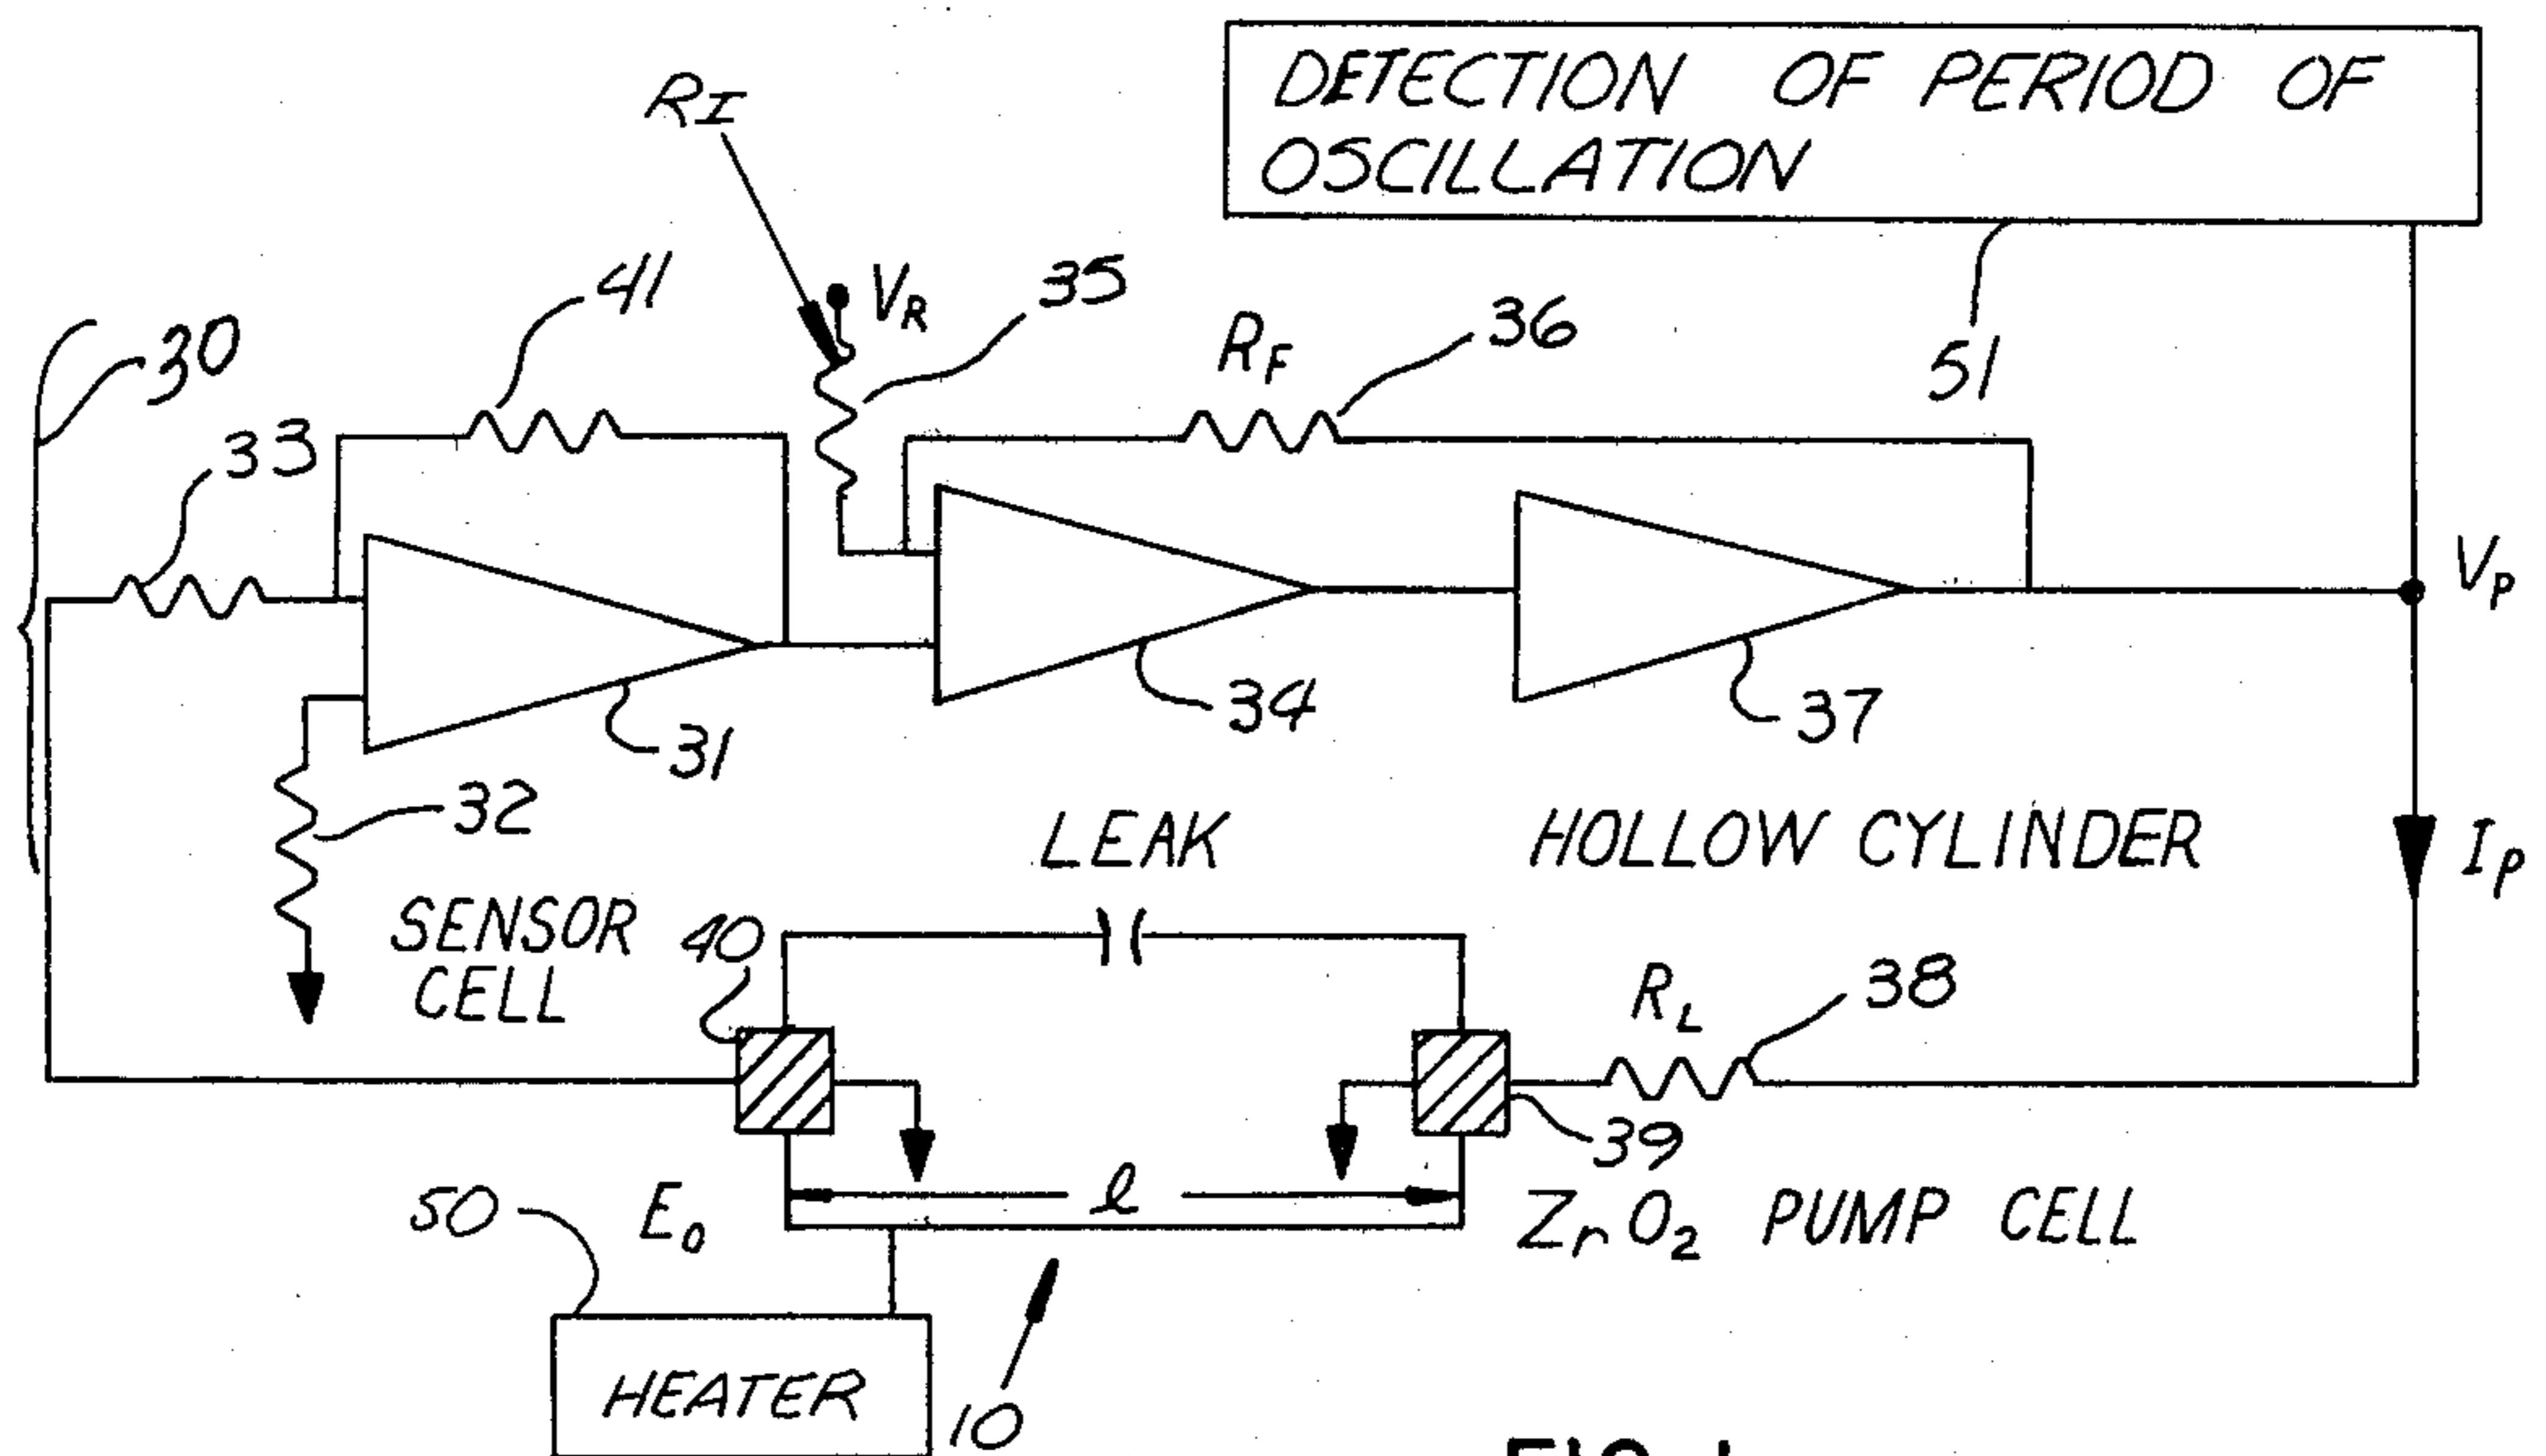 DETECTION OF PERIOD OF
OSCILLATION
RI
41
VR
35
RF
36
51
30
33
VP
31
34
37
32
LEAK
HOLLOW CYLINDER
IP
SENSOR
CELL
40
RL
38
39
l
50
E0
ZrO2 PUMP CELL
HEATER
10